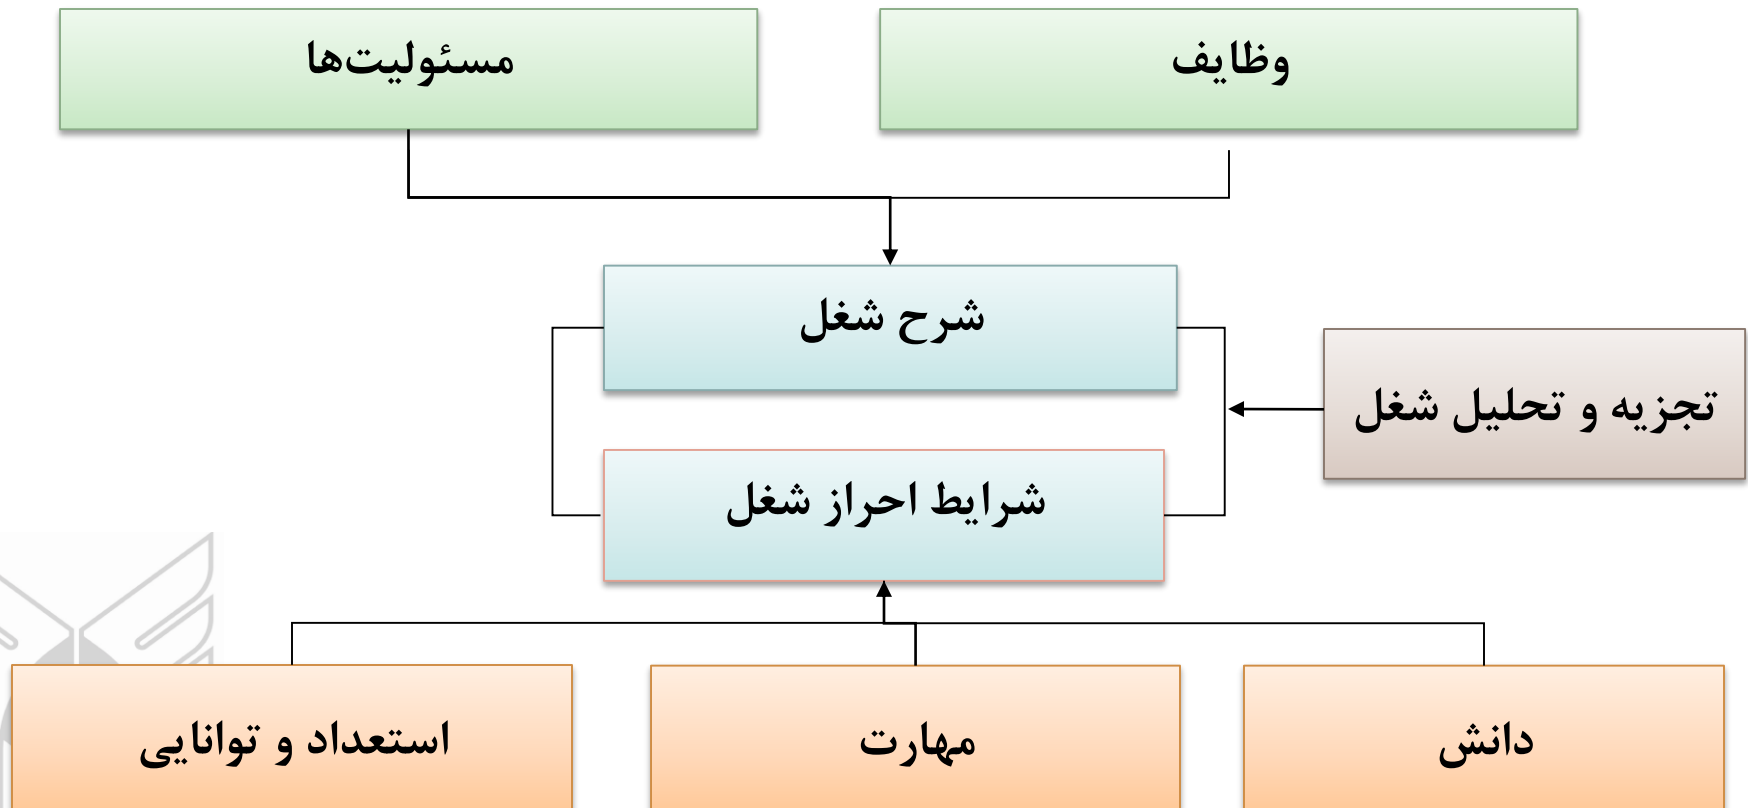 وظایف
مسئولیت‌ها
شرح شغل
تجزیه و تحلیل شغل
شرایط احراز شغل
دانش
مهارت
استعداد و توانایی